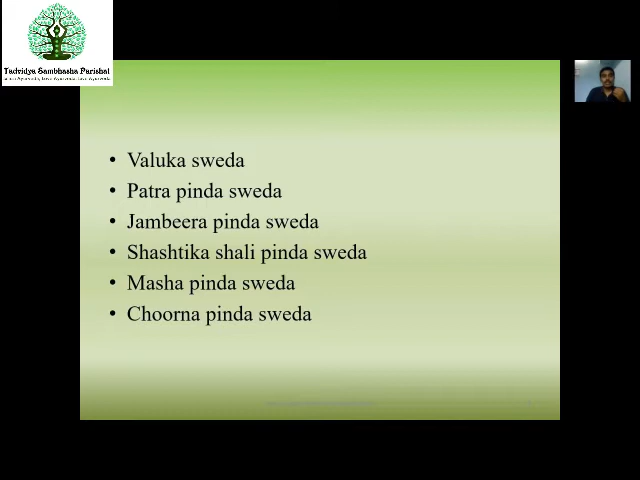 Tadvidya Sambhasha Parishat
• Valuka sweda
• Patra pinda sweda
• Jambeera pinda sweda
• Shashtika shali pinda sweda
• Masha pinda sweda
• Choorna pinda sweda